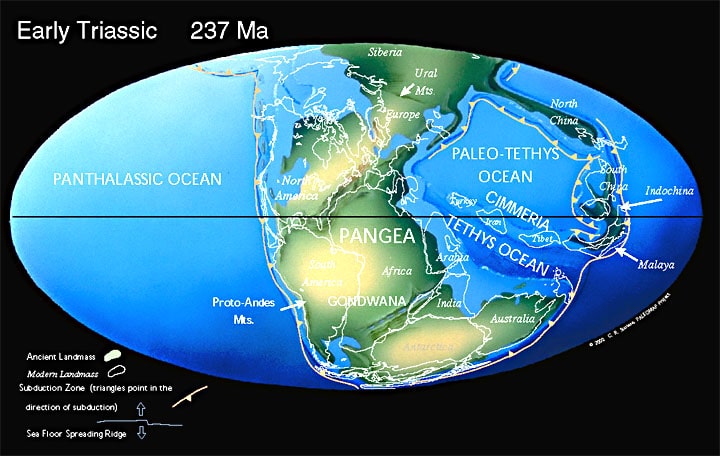 Early Triassic 237 Ma
Siberia
Ural
Mts.
Europe
North
China
PALEO-TETHYS
OCEAN
South
China
Indochina
PANTHALASSIC OCEAN
North
America
CIMMERIA
Turkey
Iran
Tibet
TETHYS OCEAN
PANGEA
Malaya
South
America
Africa
Arabia
GONDWANA
India
Australia
Proto-Andes
Mts.
Antarctica
© 2002 C. R. Scotese PALEOMAP Project
Ancient Landmass
Modern Landmass
Subduction Zone (triangles point in the
direction of subduction)
Sea Floor Spreading Ridge